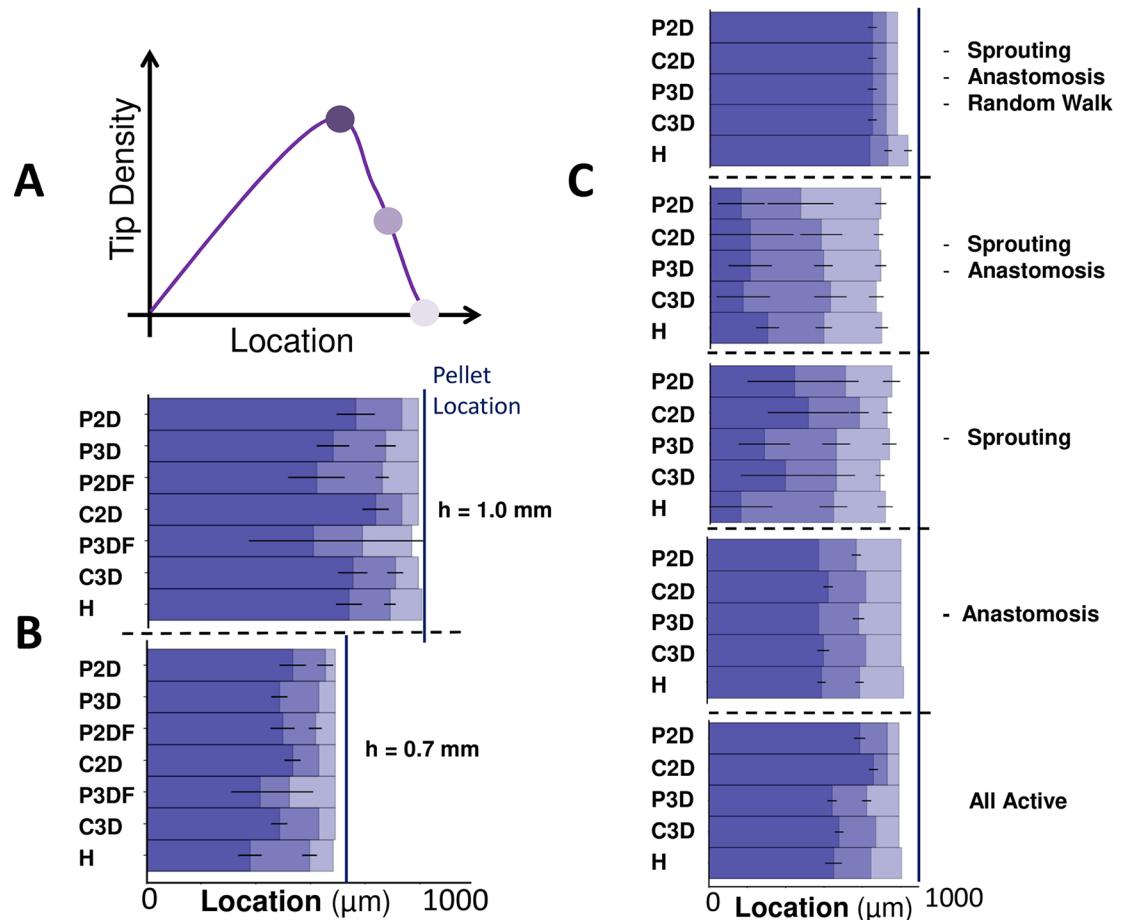 A
Tip Density
Location
Pellet
Location
P2D
P3D
P2DF
C2D
P3DF
C3D
H
h = 1.0 mm
B
P2D
P3D
P2DF
C2D
P3DF
C3D
H
h = 0.7 mm
0 Location (µm) 1000
C
P2D
C2D
P3D
C3D
H
- Sprouting
- Anastomosis
- Random Walk
P2D
C2D
P3D
C3D
H
- Sprouting
- Anastomosis
P2D
C2D
P3D
C3D
H
- Sprouting
P2D
C2D
P3D
C3D
H
- Anastomosis
P2D
C2D
P3D
C3D
H
All Active
0 Location (µm) 1000